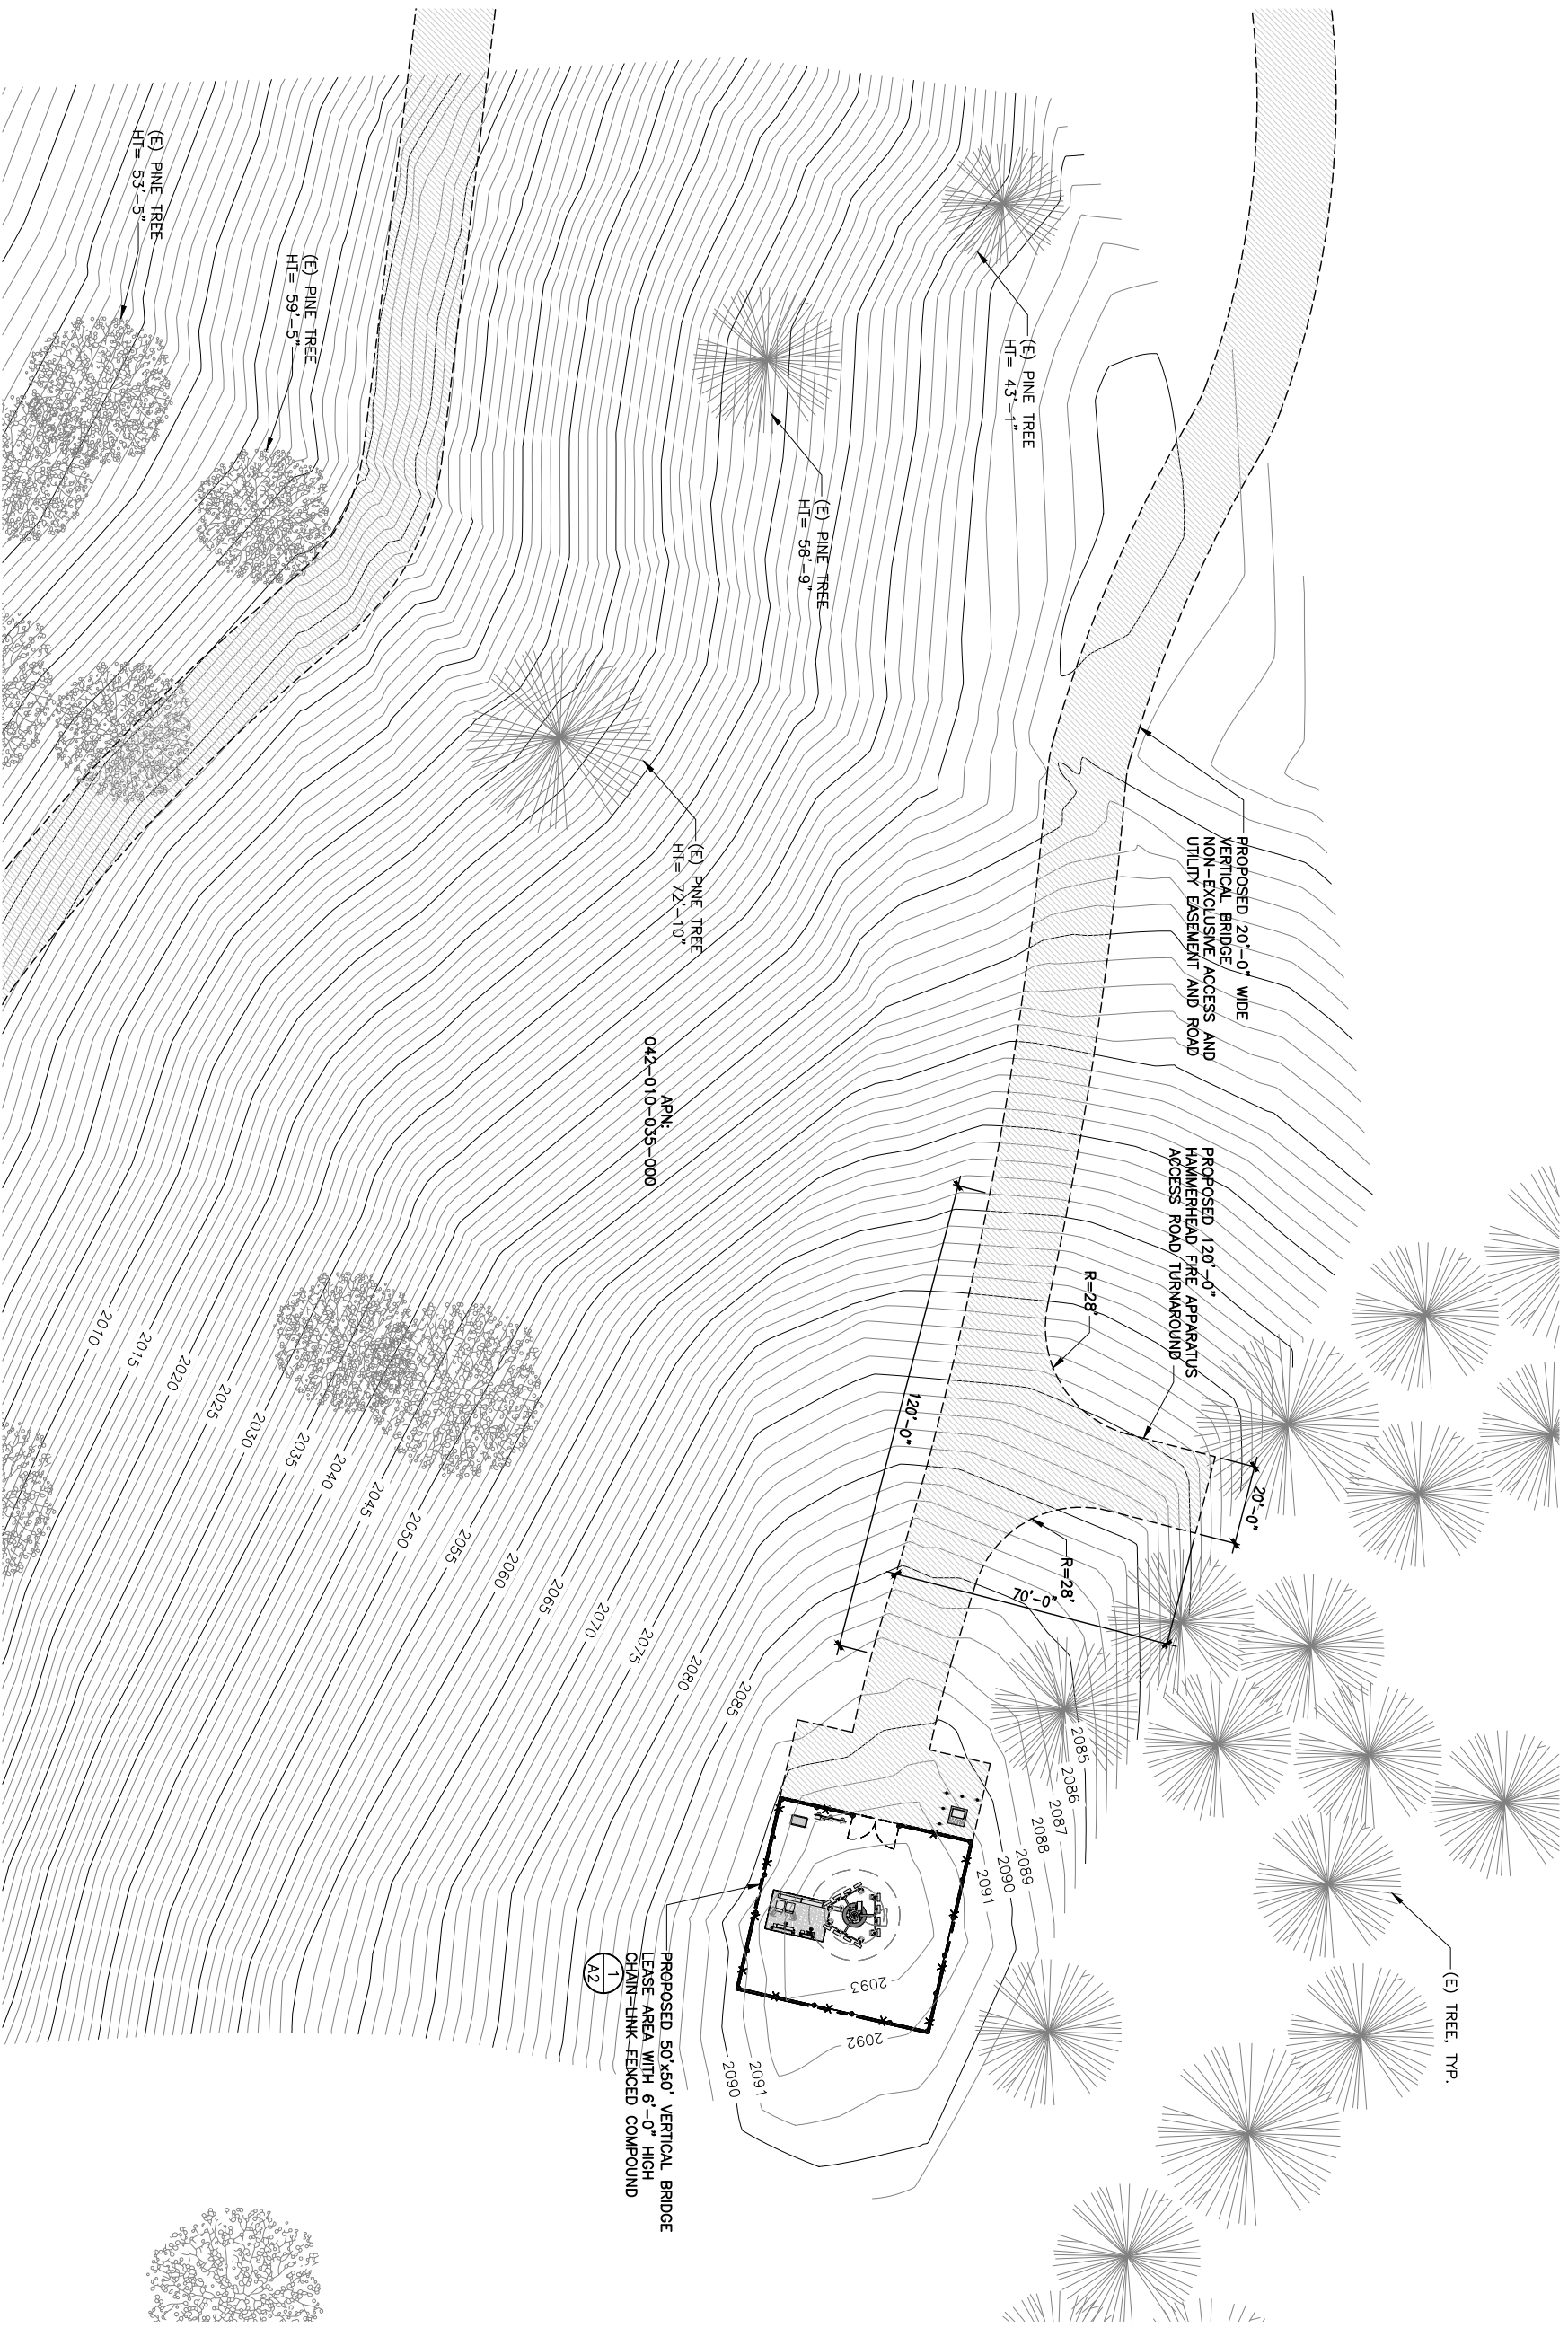 (E) PINE TREE
HT= 53'-5"
(E) PINE TREE
HT= 59'-5"
(E) PINE TREE
HT= 43'-1"
(E) PINE TREE
HT= 58'-9"
(E) PINE TREE
HT= 72'-10"
PROPOSED 20'-0" WIDE
VERTICAL BRIDGE
NON-EXCLUSIVE ACCESS AND
UTILITY EASEMENT AND ROAD
APN:
042-010-035-000
PROPOSED 120'-0"
HAMMERHEAD FIRE APPARATUS
ACCESS ROAD TURNAROUND
R=28'
120'-0"
20'-0"
R=28'
70'-0"
2010
2015
2020
2025
2030
2035
2040
2045
2050
2055
2060
2065
2070
2075
2080
2085
2085
2086
2087
2088
2089
2090
2091
2093
2092
2091
2090
PROPOSED 50'x50' VERTICAL BRIDGE
LEASE AREA WITH 6'-0" HIGH
CHAIN-LINK FENCED COMPOUND
1
A2
(E) TREE, TYP.